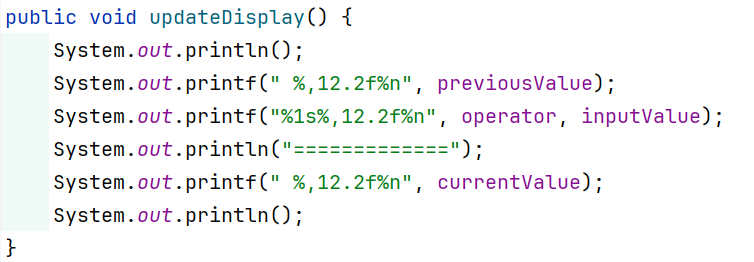 public void updateDisplay() {
    System.out.println();
    System.out.printf(" %,12.2f%n", previousValue);
    System.out.printf("%1s%,12.2f%n", operator, inputValue);
    System.out.println("=============");
    System.out.printf(" %,12.2f%n", currentValue);
    System.out.println();
}